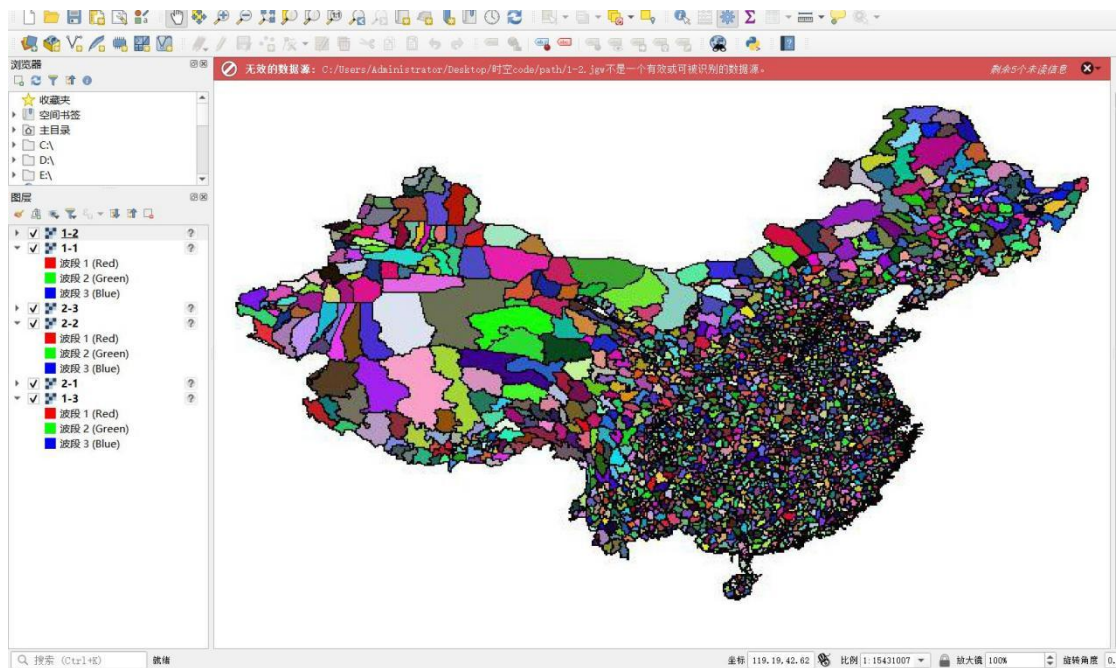 浏览器
无效的数据源: C:/Users/Administrator/Desktop/时空code/path/1-2.jgw不是一个有效或可被识别的数据源。
剩余5个未读信息
收藏夹
空间书签
主目录
C:\
D:\
E:\
图层
1-2
?
1-1
?
波段 1 (Red)
波段 2 (Green)
波段 3 (Blue)
2-3
?
2-2
?
波段 1 (Red)
波段 2 (Green)
波段 3 (Blue)
2-1
?
1-3
?
波段 1 (Red)
波段 2 (Green)
波段 3 (Blue)
搜索 (Ctrl+K)
就绪
坐标 119.19,42.62
比例 1:15431007
放大镜 100%
旋转角度 0.